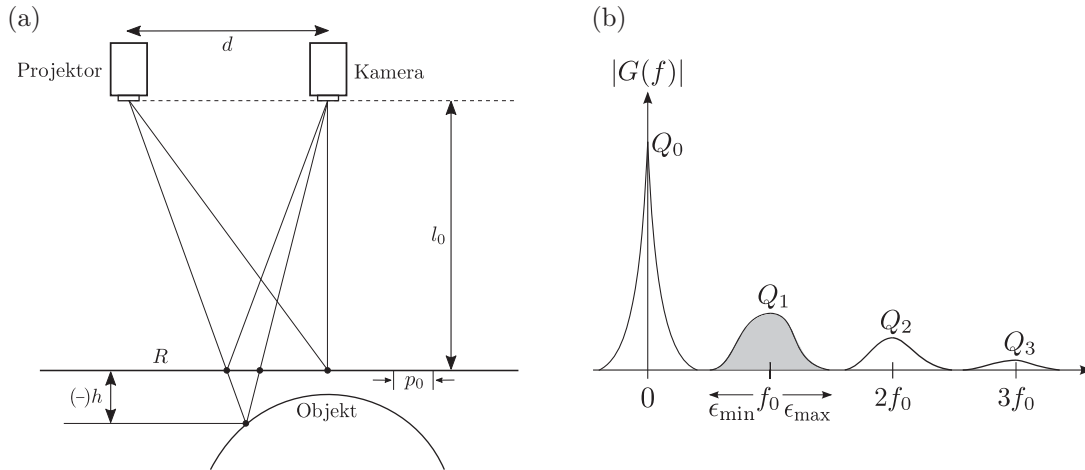 (a)
d
Projektor
Kamera
l₀
R
p₀
(–)h
Objekt
(b)
|G(f)|
Q₀
Q₁
Q₂
Q₃
0
ϵmin
f₀
ϵmax
2f₀
3f₀